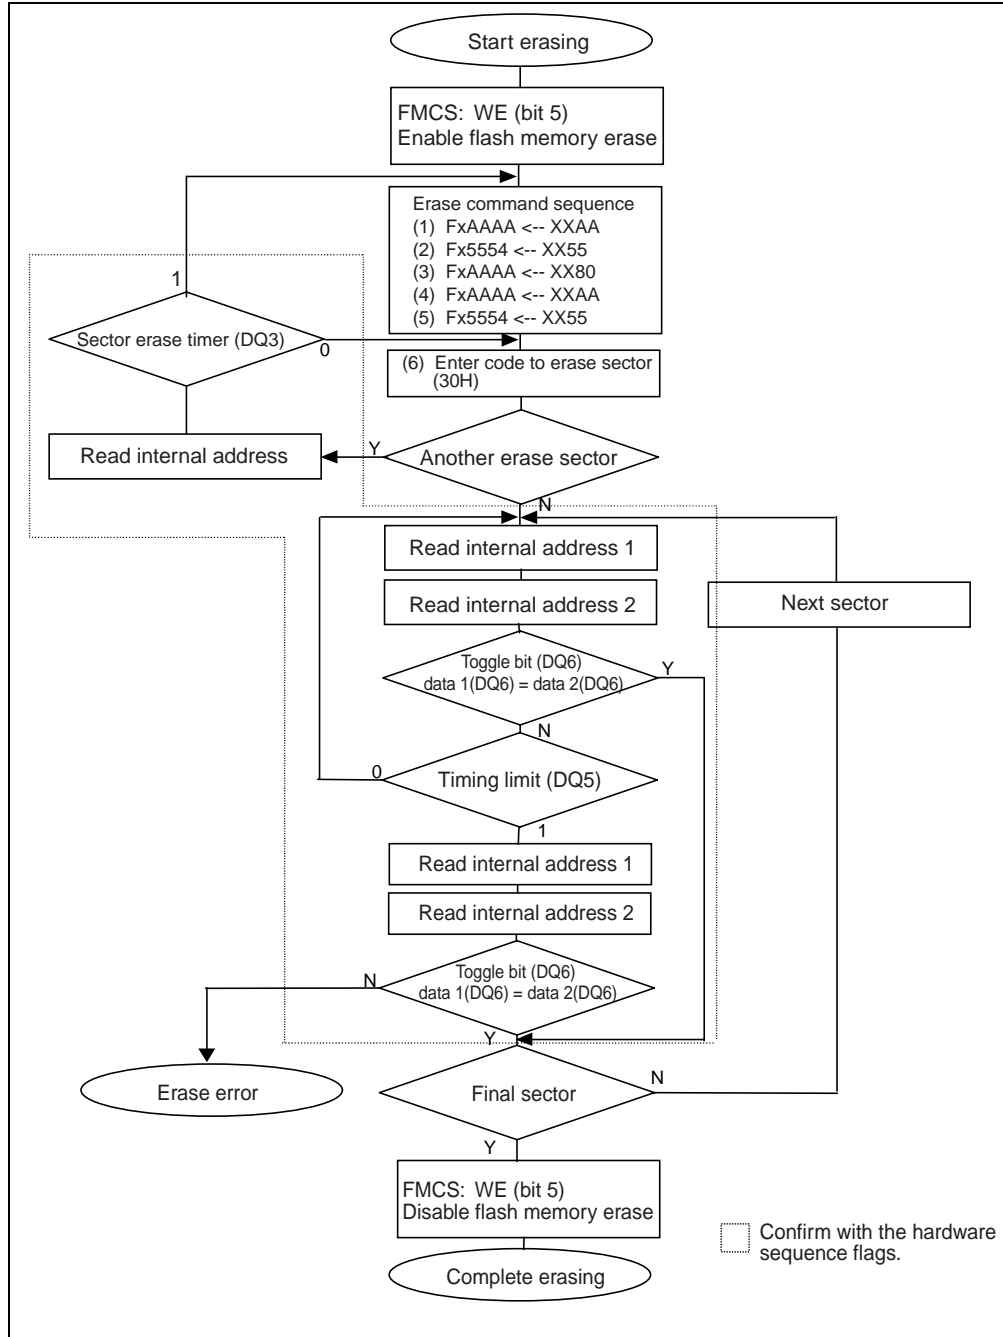 Start erasing
FMCS: WE (bit 5)
Enable flash memory erase
Erase command sequence
(1) FxAAAA <-- XXAA
(2) Fx5554 <-- XX55
(3) FxAAAA <-- XX80
(4) FxAAAA <-- XXAA
(5) Fx5554 <-- XX55
1
Sector erase timer (DQ3)
0
(6) Enter code to erase sector
(30H)
Read internal address
Y
Another erase sector
N
Read internal address 1
Read internal address 2
Next sector
Toggle bit (DQ6)
data 1(DQ6) = data 2(DQ6)
Y
N
0
Timing limit (DQ5)
1
Read internal address 1
Read internal address 2
Toggle bit (DQ6)
data 1(DQ6) = data 2(DQ6)
N
Y
Erase error
Final sector
N
Y
FMCS: WE (bit 5)
Disable flash memory erase
Complete erasing
Confirm with the hardware
sequence flags.